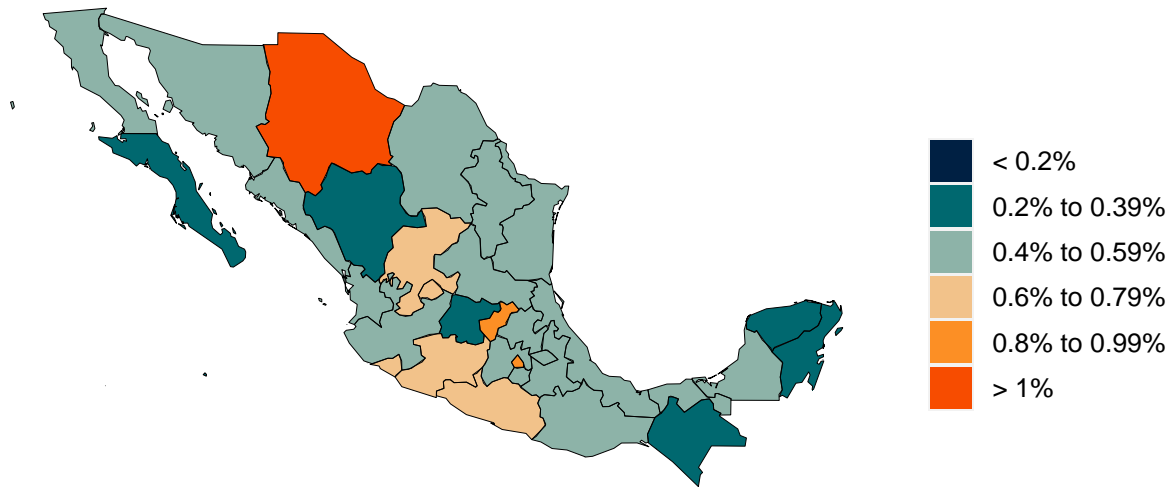 < 0.2%
0.2% to 0.39%
0.4% to 0.59%
0.6% to 0.79%
0.8% to 0.99%
> 1%